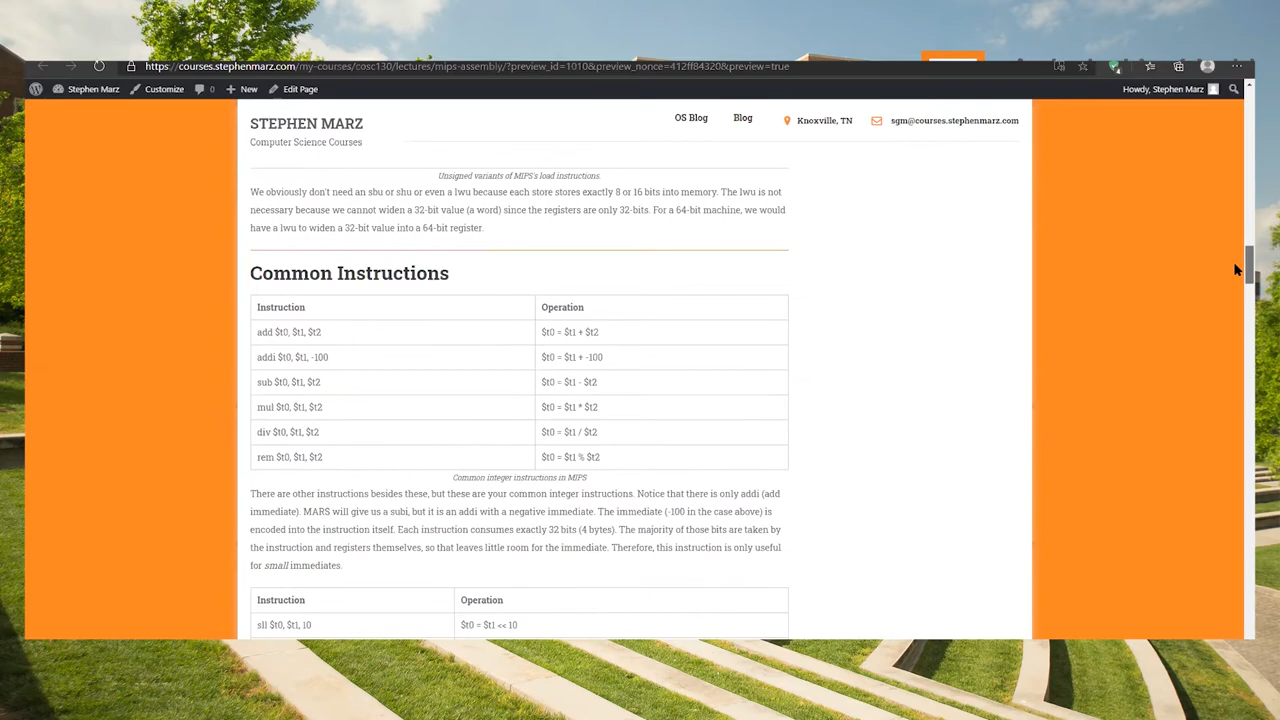 https://courses.stephenmarz.com/my-courses/cosc130/lectures/mips-assembly/?preview_id=1010&preview_nonce=412ff84320&preview=true
Stephen Marz Customize 0 New Edit Page Howdy, Stephen Marz
STEPHEN MARZ
Computer Science Courses
OS Blog Blog Knoxville, TN sgm@courses.stephenmarz.com
Unsigned variants of MIPS's load instructions.
We obviously don't need an sbu or shu or even a lwu because each store stores exactly 8 or 16 bits into memory. The lwu is not
necessary because we cannot widen a 32-bit value (a word) since the registers are only 32-bits. For a 64-bit machine, we would
have a lwu to widen a 32-bit value into a 64-bit register.
Common Instructions
Instruction Operation
add $t0, $t1, $t2 $t0 = $t1 + $t2
addi $t0, $t1, -100 $t0 = $t1 + -100
sub $t0, $t1, $t2 $t0 = $t1 - $t2
mul $t0, $t1, $t2 $t0 = $t1 * $t2
div $t0, $t1, $t2 $t0 = $t1 / $t2
rem $t0, $t1, $t2 $t0 = $t1 % $t2
Common integer instructions in MIPS
There are other instructions besides these, but these are your common integer instructions. Notice that there is only addi (add
immediate). MARS will give us a subi, but it is an addi with a negative immediate. The immediate (-100 in the case above) is
encoded into the instruction itself. Each instruction consumes exactly 32 bits (4 bytes). The majority of those bits are taken by
the instruction and registers themselves, so that leaves little room for the immediate. Therefore, this instruction is only useful
for small immediates.
Instruction Operation
sll $t0, $t1, 10 $t0 = $t1 << 10